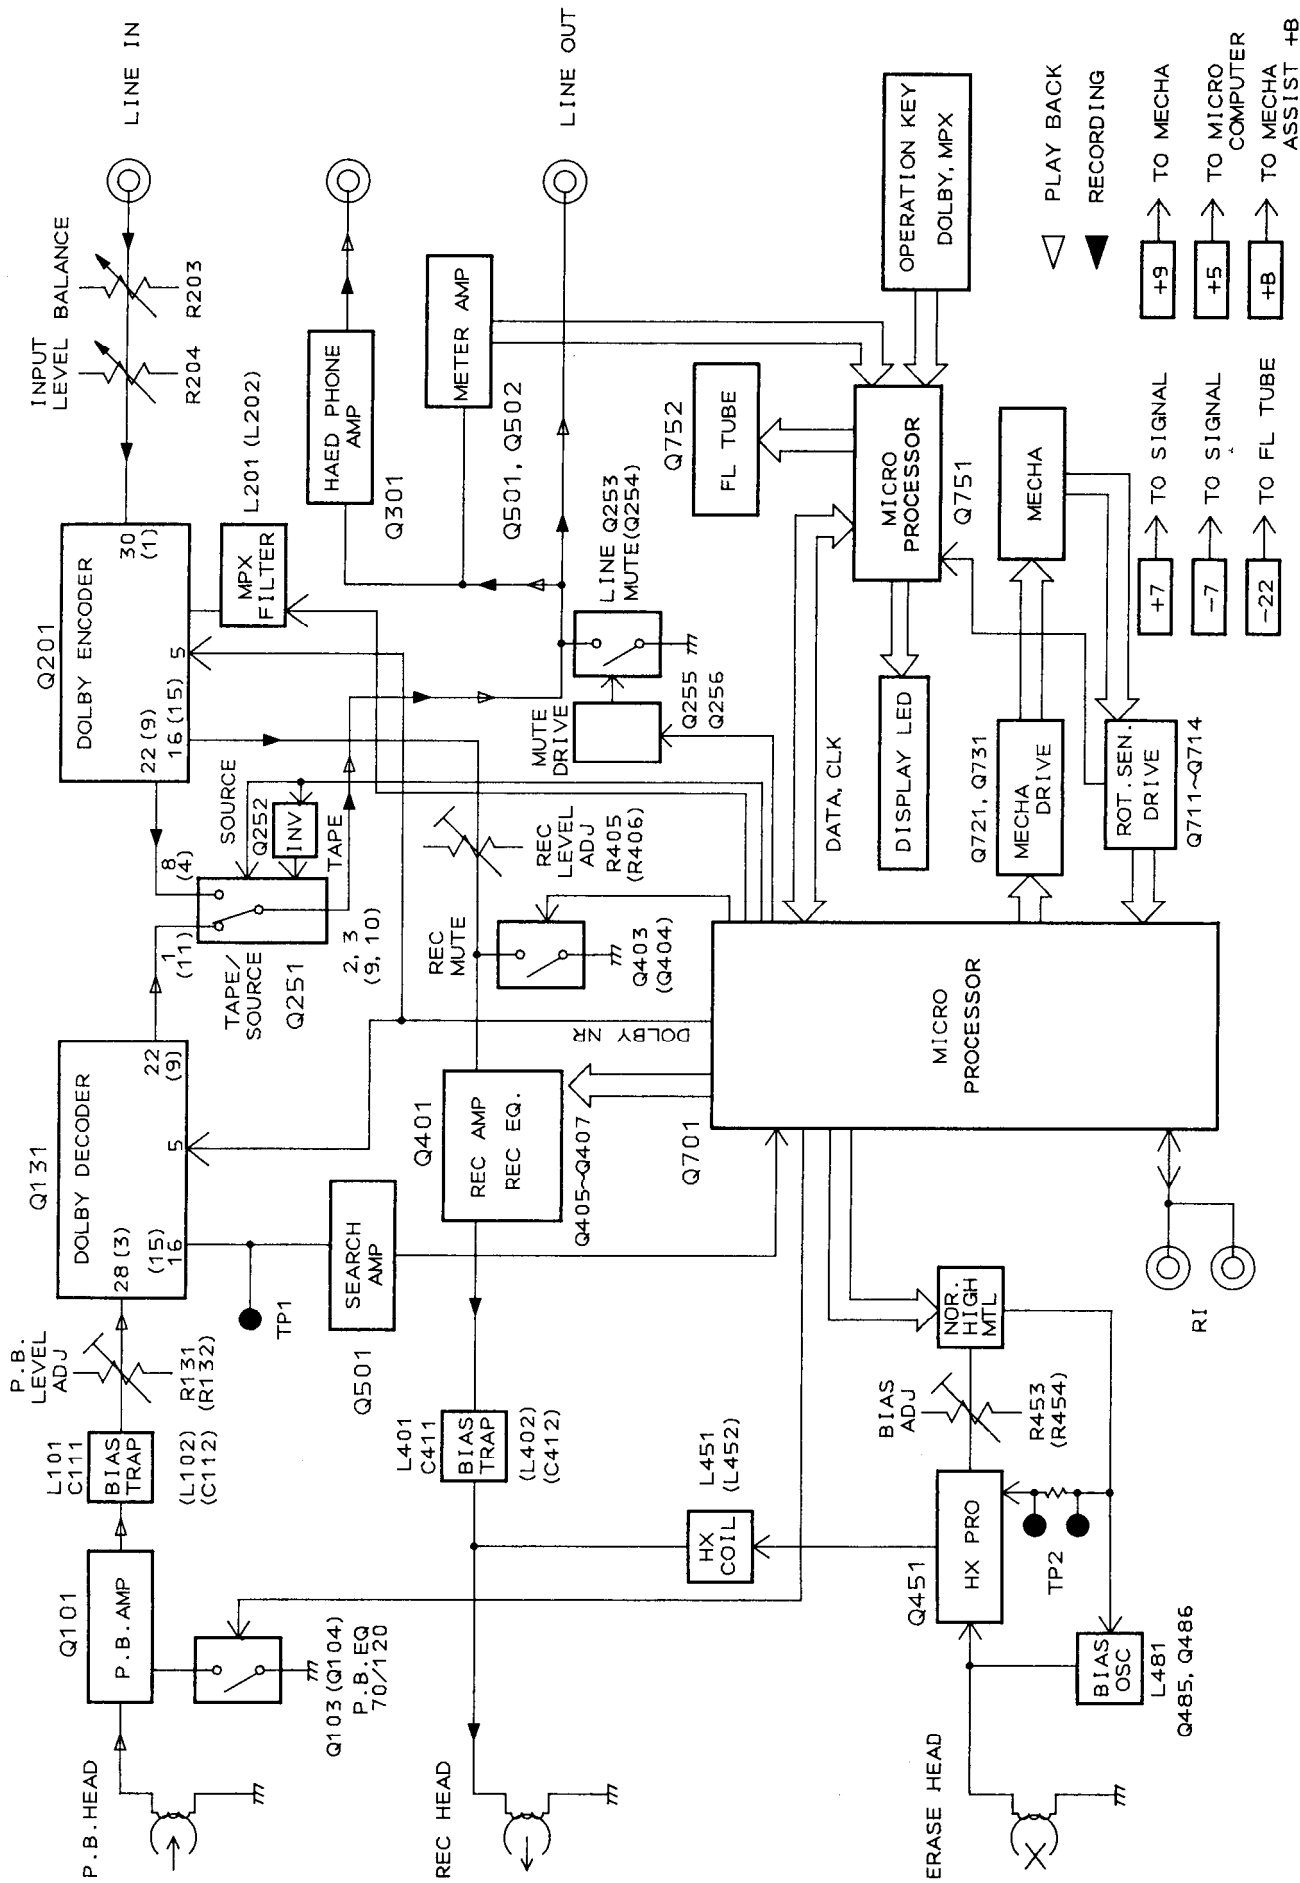 P.B.HEAD
Q101
P.B.AMP
Q103(Q104)
P.B.EQ
70/120
L101
C111
BIAS
TRAP
(L102)
(C112)
P.B.
LEVEL
ADJ
R131
(R132)
Q131
DOLBY DECODER
28(3)
(15)
16
22
(9)
5
TP1
SEARCH
AMP
Q501
1
(11)
8
(4)
TAPE/
SOURCE
Q251
2, 3
(9, 10)
SOURCE
Q252
INV
TAPE
Q201
DOLBY ENCODER
22(9)
16(15)
30
(1)
5
MPX
FILTER
L201(L202)
INPUT
LEVEL
R204
BALANCE
R203
LINE IN
HAED PHONE
AMP
Q301
METER AMP
Q501, Q502
LINE OUT
LINE Q253
MUTE(Q254)
MUTE
DRIVE
Q255
Q256
REC HEAD
L401
C411
BIAS
TRAP
(L402)
(C412)
Q401
REC AMP
REC EQ.
Q405~Q407
REC
MUTE
Q403
(Q404)
REC
LEVEL
ADJ
R405
(R406)
DOLBY NR
HX
COIL
L451
(L452)
Q701
MICRO
PROCESSOR
DATA, CLK
DISPLAY LED
MICRO
PROCESSOR
Q751
Q752
FL TUBE
OPERATION KEY
DOLBY, MPX
Q721, Q731
MECHA
DRIVE
MECHA
ROT.SEN.
DRIVE
Q711~Q714
ERASE HEAD
Q451
HX PRO
BIAS
ADJ
R453
(R454)
NOR.
HIGH
MTL
TP2
BIAS
OSC
L481
Q485, Q486
RI
PLAY BACK
RECORDING
+7
TO SIGNAL
-7
TO SIGNAL
-22
TO FL TUBE
+9
TO MECHA
+5
TO MICRO
COMPUTER
+B
TO MECHA
ASSIST +B